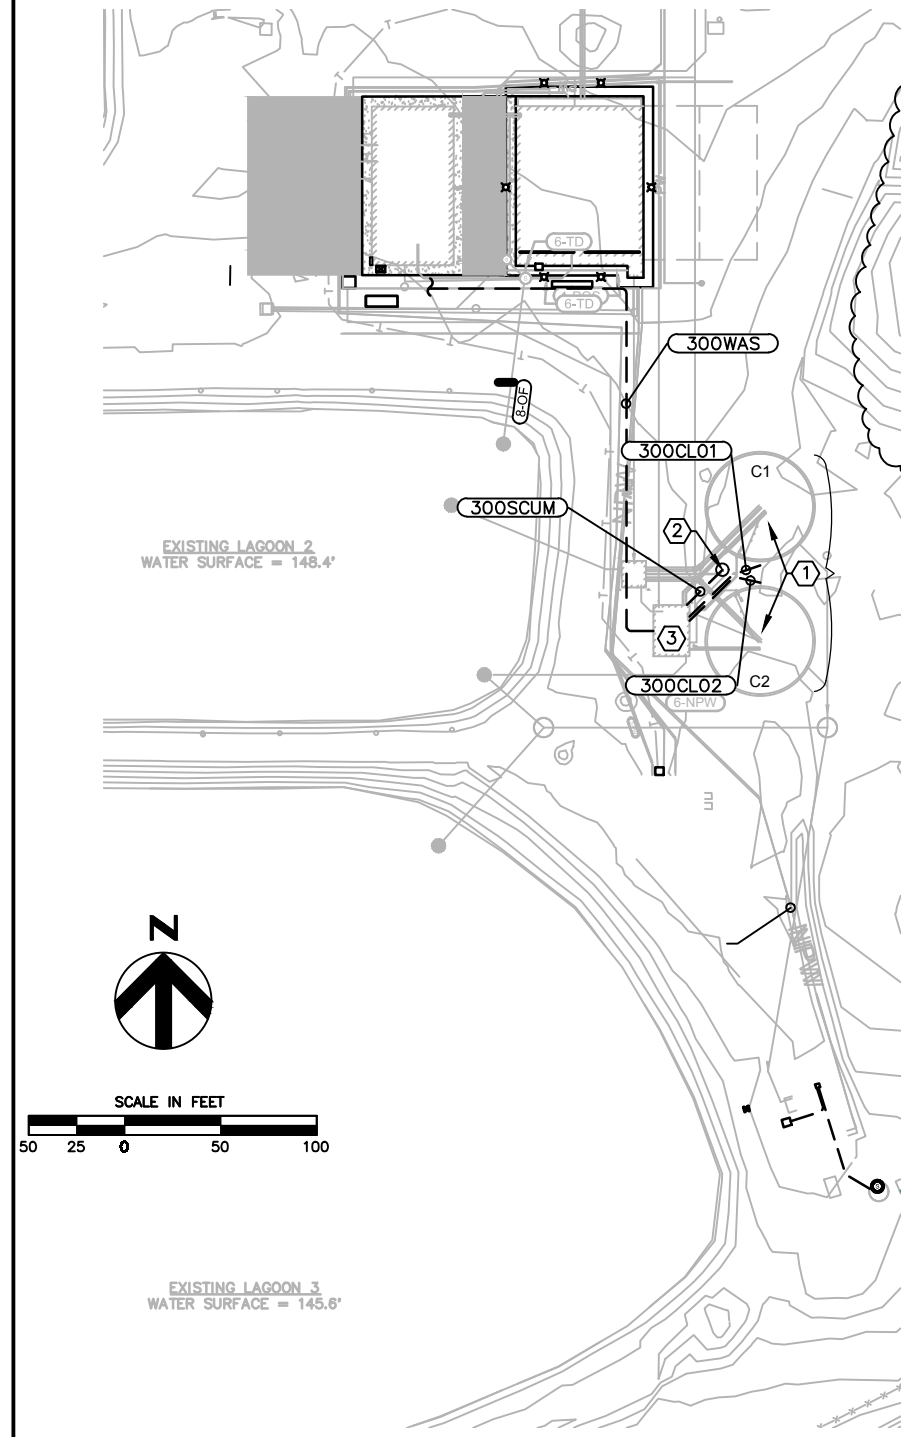 6-TD
6-TD
300WAS
8-OF
300CL01
C1
300SCUM
2
EXISTING LAGOON 2
WATER SURFACE = 148.4'
1
3
300CL02
C2
6-NPW
N
SCALE IN FEET
50 25 0 50 100
EXISTING LAGOON 3
WATER SURFACE = 145.6'